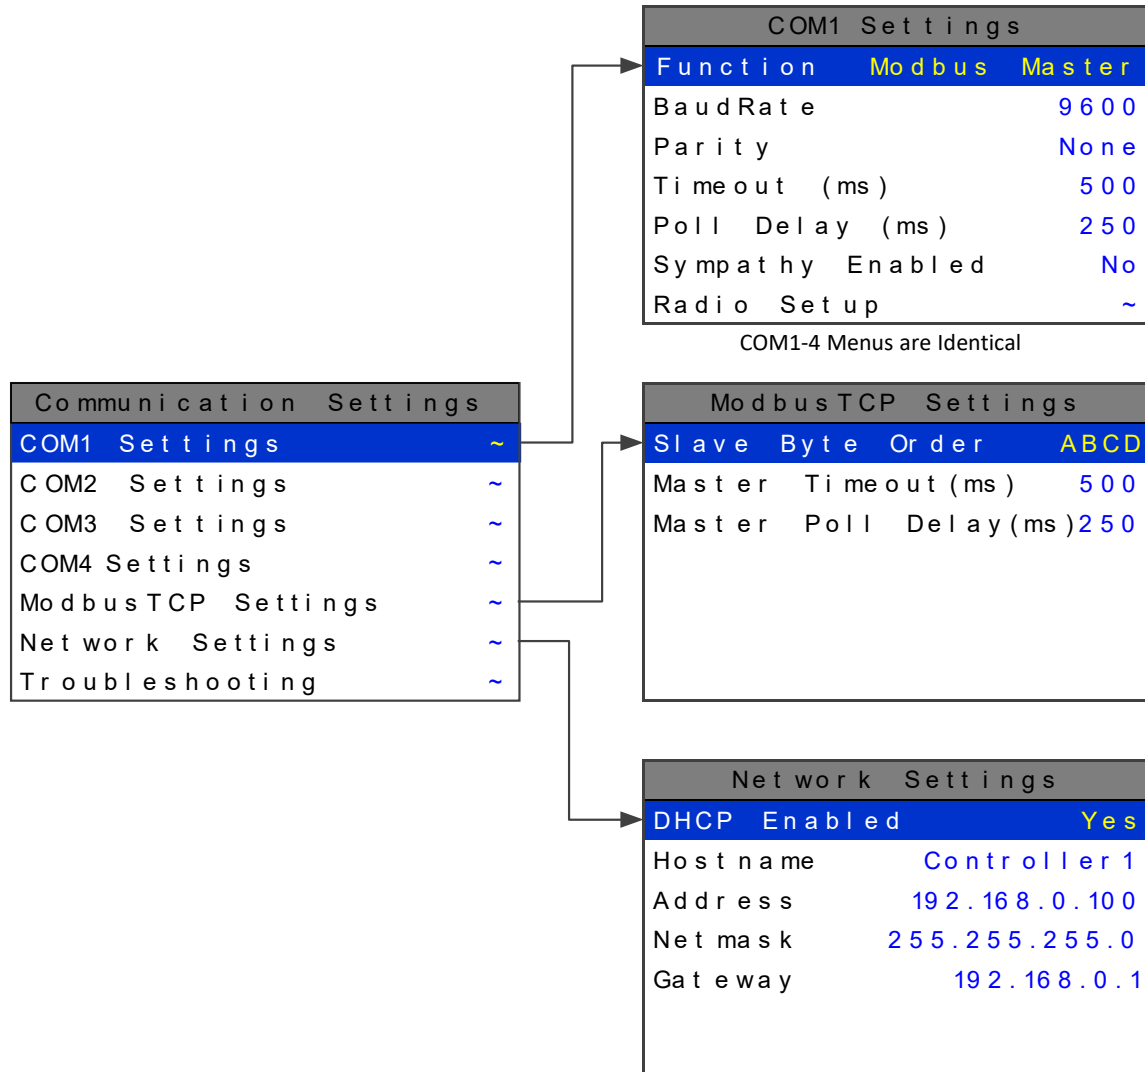 COM1 Settings
Function Modbus Master
BaudRate 9600
Parity None
Timeout (ms) 500
Poll Delay (ms) 250
Sympathy Enabled No
Radio Setup ~
COM1-4 Menus are Identical
Communication Settings
COM1 Settings ~
COM2 Settings ~
COM3 Settings ~
COM4 Settings ~
ModbusTCP Settings ~
Network Settings ~
Troubleshooting ~
ModbusTCP Settings
Slave Byte Order ABCD
Master Timeout(ms) 500
Master Poll Delay(ms)250
Network Settings
DHCP Enabled Yes
Hostname Controller1
Address 192.168.0.100
Netmask 255.255.255.0
Gateway 192.168.0.1